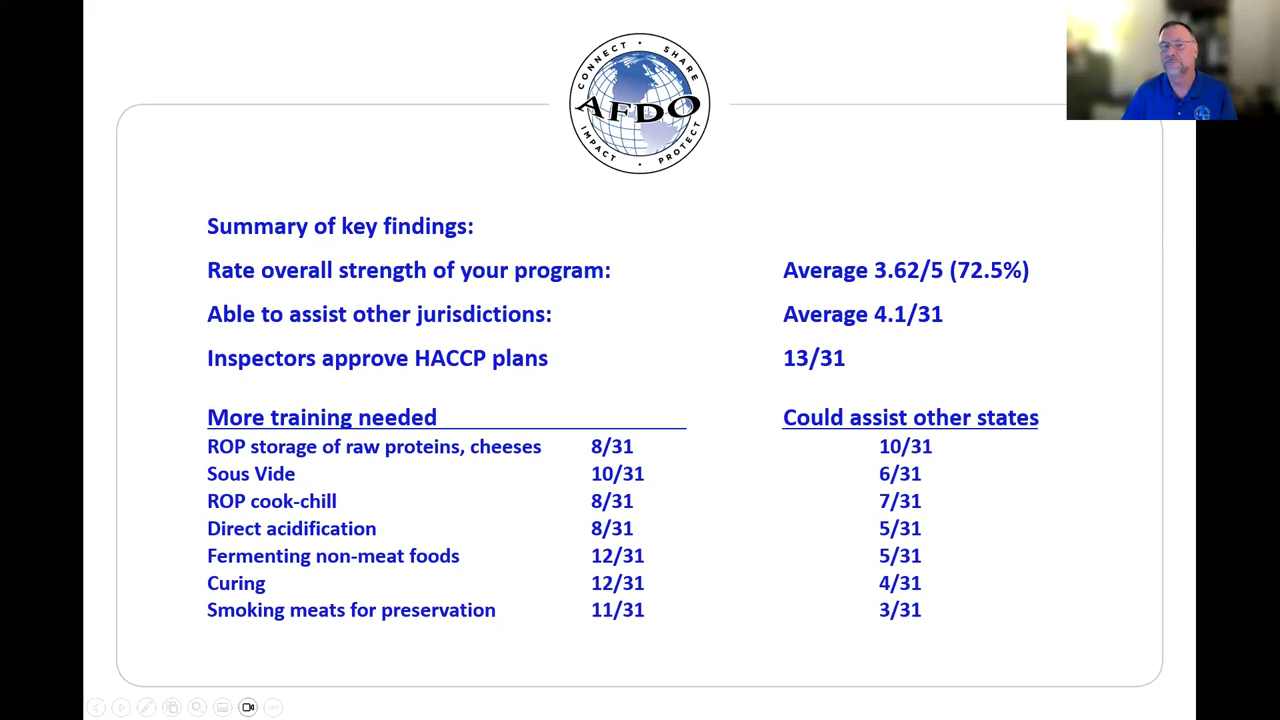 CONNECT • SHARE
AFDO
IMPACT • PROTECT
Summary of key findings:
Rate overall strength of your program: Average 3.62/5 (72.5%)
Able to assist other jurisdictions: Average 4.1/31
Inspectors approve HACCP plans 13/31
More training needed Could assist other states
ROP storage of raw proteins, cheeses 8/31 10/31
Sous Vide 10/31 6/31
ROP cook-chill 8/31 7/31
Direct acidification 8/31 5/31
Fermenting non-meat foods 12/31 5/31
Curing 12/31 4/31
Smoking meats for preservation 11/31 3/31